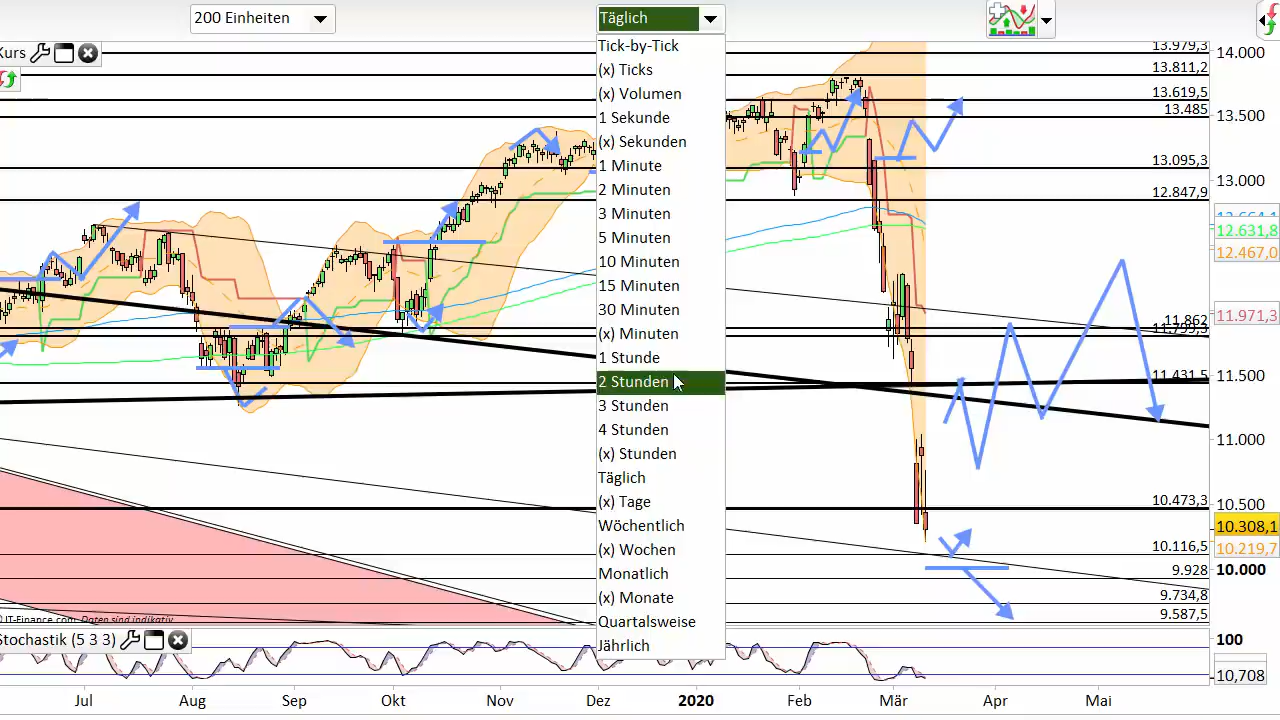 200 Einheiten
Täglich
Kurs
Tick-by-Tick
(x) Ticks
(x) Volumen
1 Sekunde
(x) Sekunden
1 Minute
2 Minuten
3 Minuten
5 Minuten
10 Minuten
15 Minuten
30 Minuten
(x) Minuten
1 Stunde
2 Stunden
3 Stunden
4 Stunden
(x) Stunden
Täglich
(x) Tage
Wöchentlich
(x) Wochen
Monatlich
(x) Monate
Quartalsweise
Jährlich
13.979,3
13.811,2
13.619,5
13.485
13.095,3
12.847,9
11.862
11.431,5
10.473,3
10.116,5
9.928
9.734,8
9.587,5
14.000
13.500
13.000
12.631,8
12.467,0
11.971,3
11.500
11.000
10.500
10.308,1
10.219,7
10.000
IT-Finance.com Daten sind indikativ
Stochastik (5 3 3)
100
10,708
Jul
Aug
Sep
Okt
Nov
Dez
2020
Feb
Mär
Apr
Mai